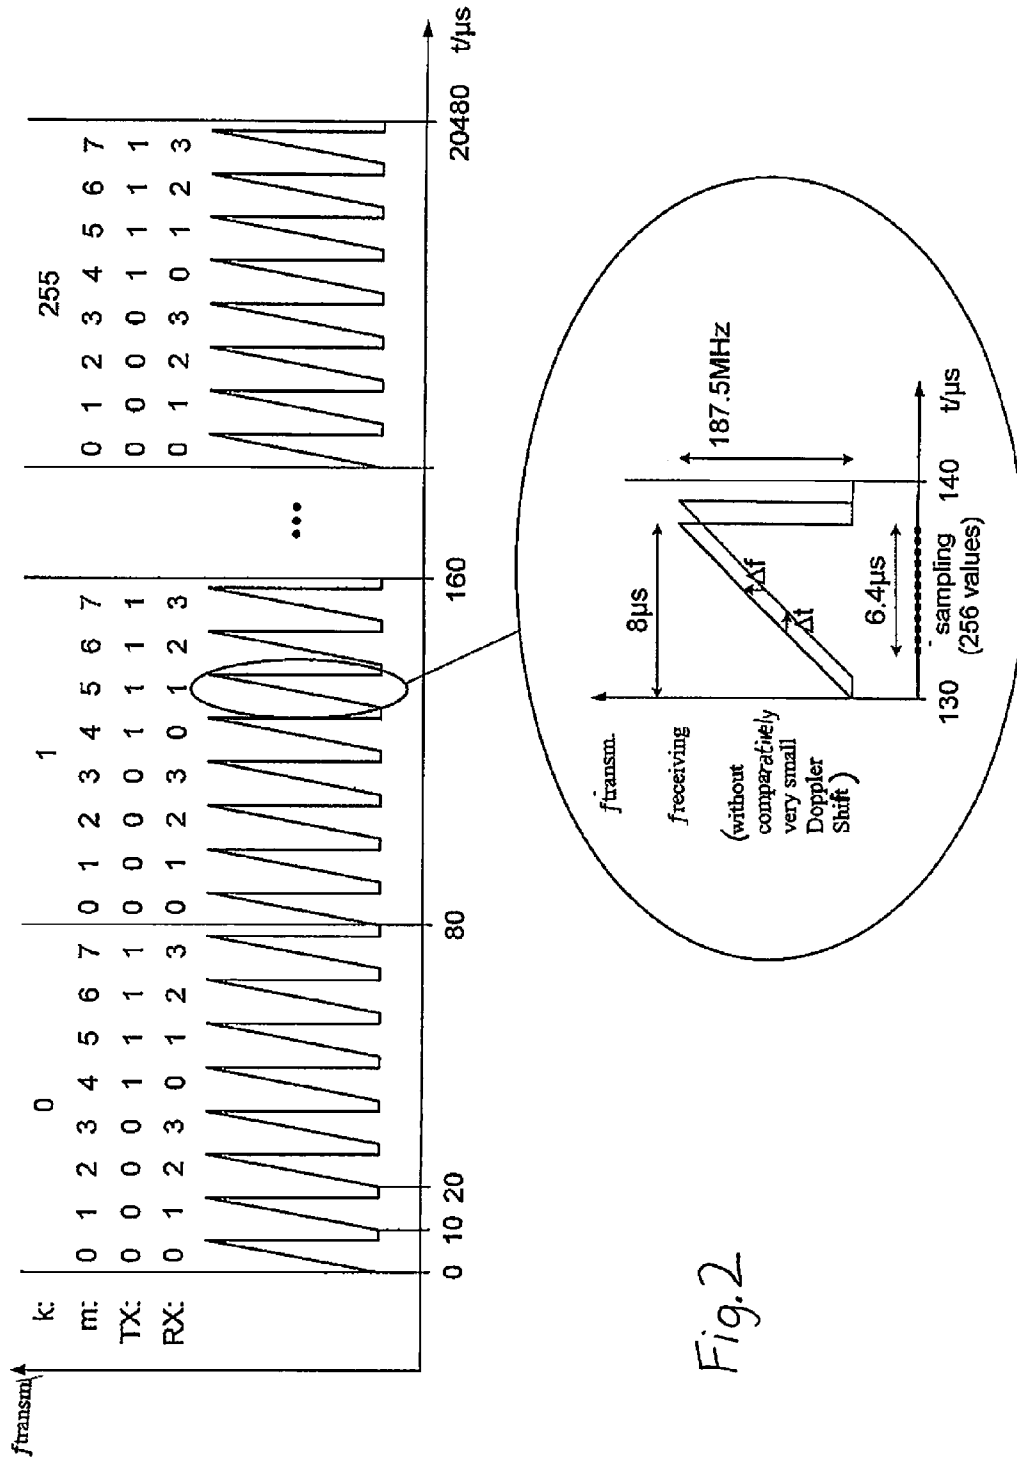 ftransm.
k: 0 1 255
m: 0 1 2 3 4 5 6 7 0 1 2 3 4 5 6 7 0 1 2 3 4 5 6 7
TX: 0 0 0 0 1 1 1 1 0 0 0 0 1 1 1 1 0 0 0 0 1 1 1 1
RX: 0 1 2 3 0 1 2 3 0 1 2 3 0 1 2 3 0 1 2 3 0 1 2 3
•••
0 10 20 80 160 20480 t/µs
ftransm.
freceiving
(without
comparatively
very small
Doppler
Shift)
8µs
187.5MHz
Δf
Δt
6.4µs
130 140 t/µs
sampling
(256 values)
Fig.2